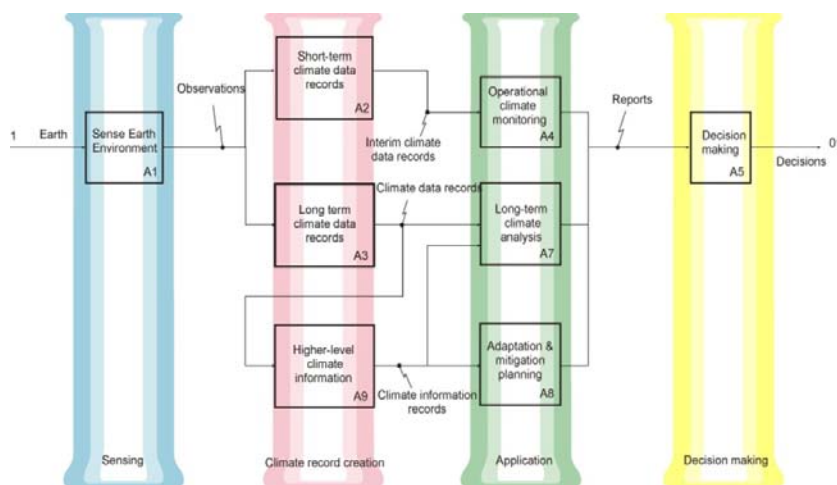 1
Earth
Sense Earth
Environment
A1
Observations
Short-term
climate data
records
A2
Interim climate
data records
Long term
climate data
records
A3
Climate data records
Higher-level
climate
information
A9
Climate information
records
Operational
climate
monitoring
A4
Long-term
climate
analysis
A7
Adaptation &
mitigation
planning
A8
Reports
Decision
making
A5
0
Decisions
Sensing
Climate record creation
Application
Decision making